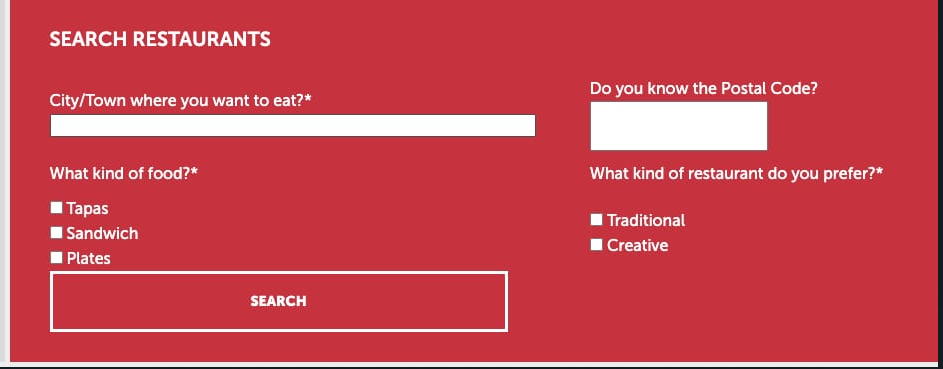 SEARCH RESTAURANTS
City/Town where you want to eat?*
Do you know the Postal Code?
What kind of food?*
Tapas
Sandwich
Plates
What kind of restaurant do you prefer?*
Traditional
Creative
SEARCH